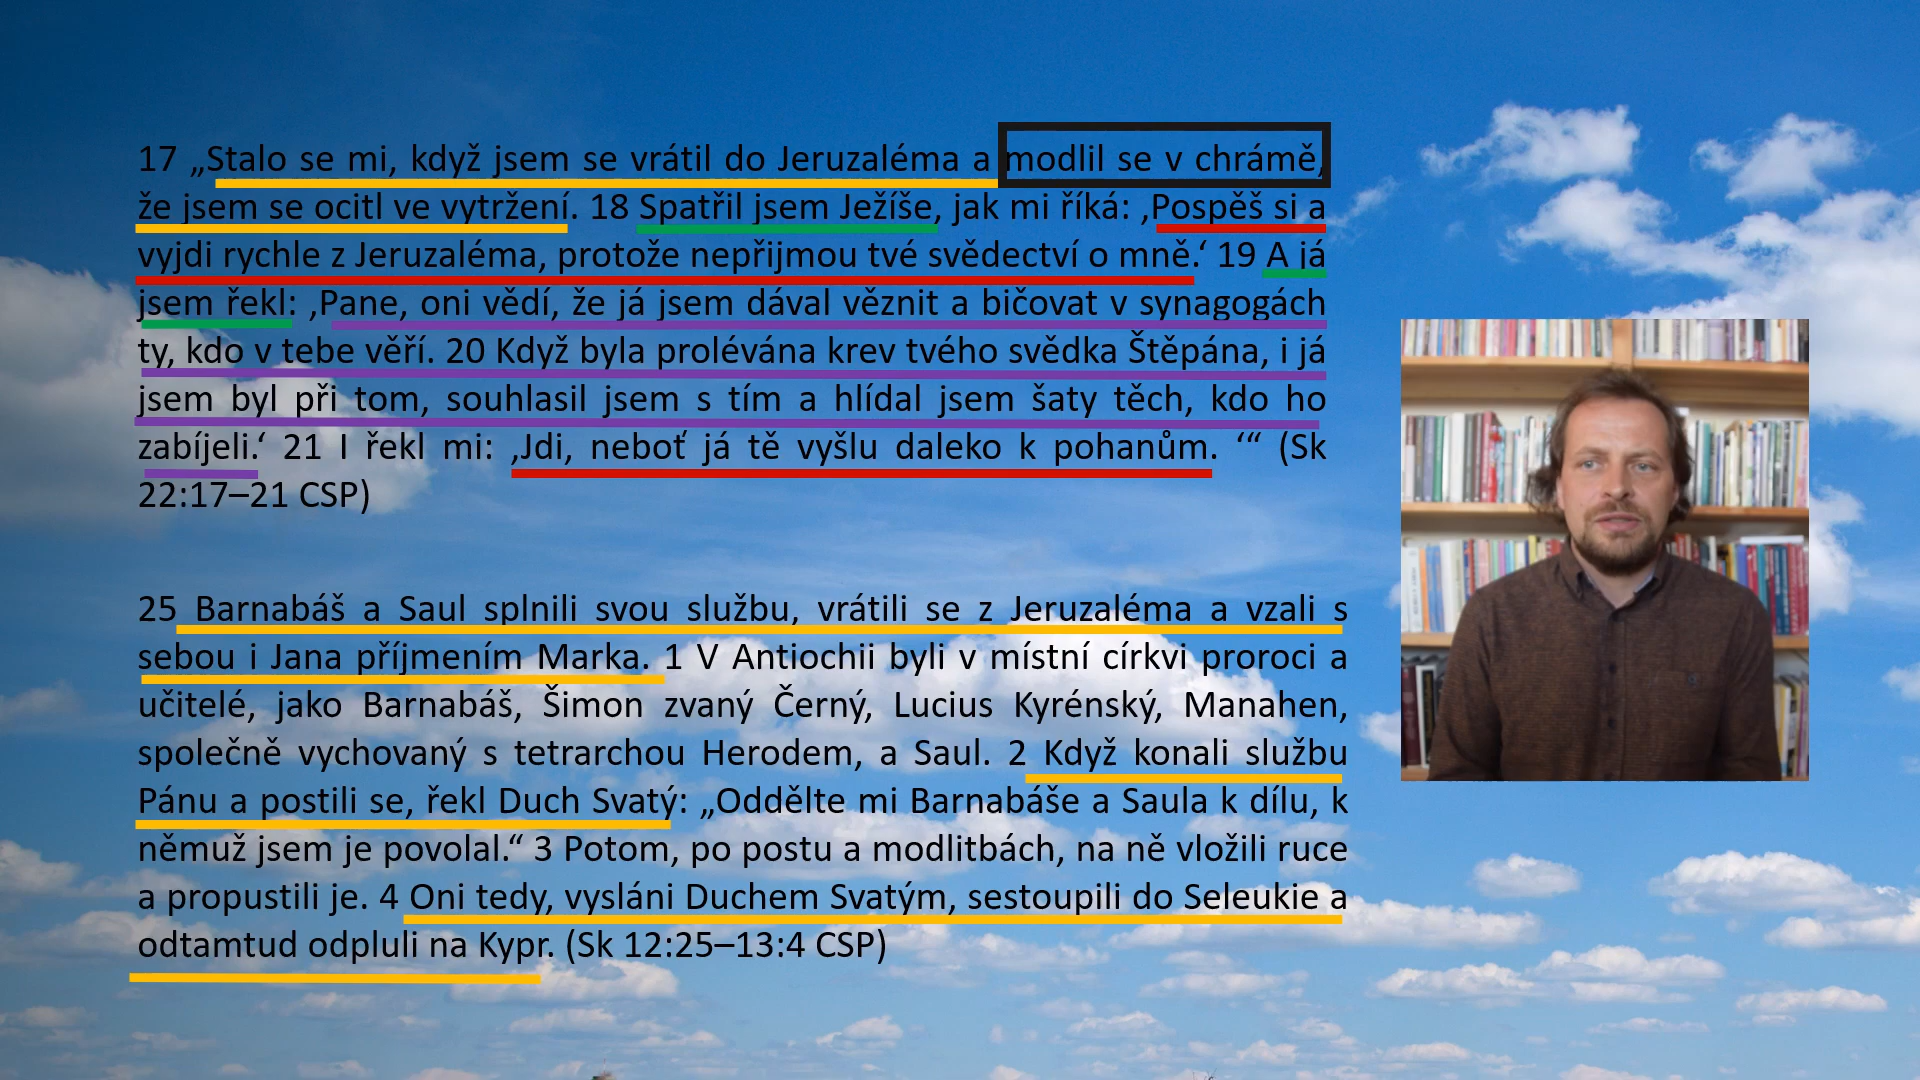 17 „Stalo se mi, když jsem se vrátil do Jeruzaléma a modlil se v chrámě,
že jsem se ocitl ve vytržení. 18 Spatřil jsem Ježíše, jak mi říká: ‚Pospěš si a
vyjdi rychle z Jeruzaléma, protože nepřijmou tvé svědectví o mně.‘ 19 A já
jsem řekl: ‚Pane, oni vědí, že já jsem dával věznit a bičovat v synagogách
ty, kdo v tebe věří. 20 Když byla prolévána krev tvého svědka Štěpána, i já
jsem byl při tom, souhlasil jsem s tím a hlídal jsem šaty těch, kdo ho
zabíjeli.‘ 21 I řekl mi: ‚Jdi, neboť já tě vyšlu daleko k pohanům. ‘“ (Sk
22:17–21 CSP)
25 Barnabáš a Saul splnili svou službu, vrátili se z Jeruzaléma a vzali s
sebou i Jana příjmením Marka. 1 V Antiochii byli v místní církvi proroci a
učitelé, jako Barnabáš, Šimon zvaný Černý, Lucius Kyrénský, Manahen,
společně vychovaný s tetrarchou Herodem, a Saul. 2 Když konali službu
Pánu a postili se, řekl Duch Svatý: „Oddělte mi Barnabáše a Saula k dílu, k
němuž jsem je povolal.“ 3 Potom, po postu a modlitbách, na ně vložili ruce
a propustili je. 4 Oni tedy, vysláni Duchem Svatým, sestoupili do Seleukie a
odtamtud odpluli na Kypr. (Sk 12:25–13:4 CSP)